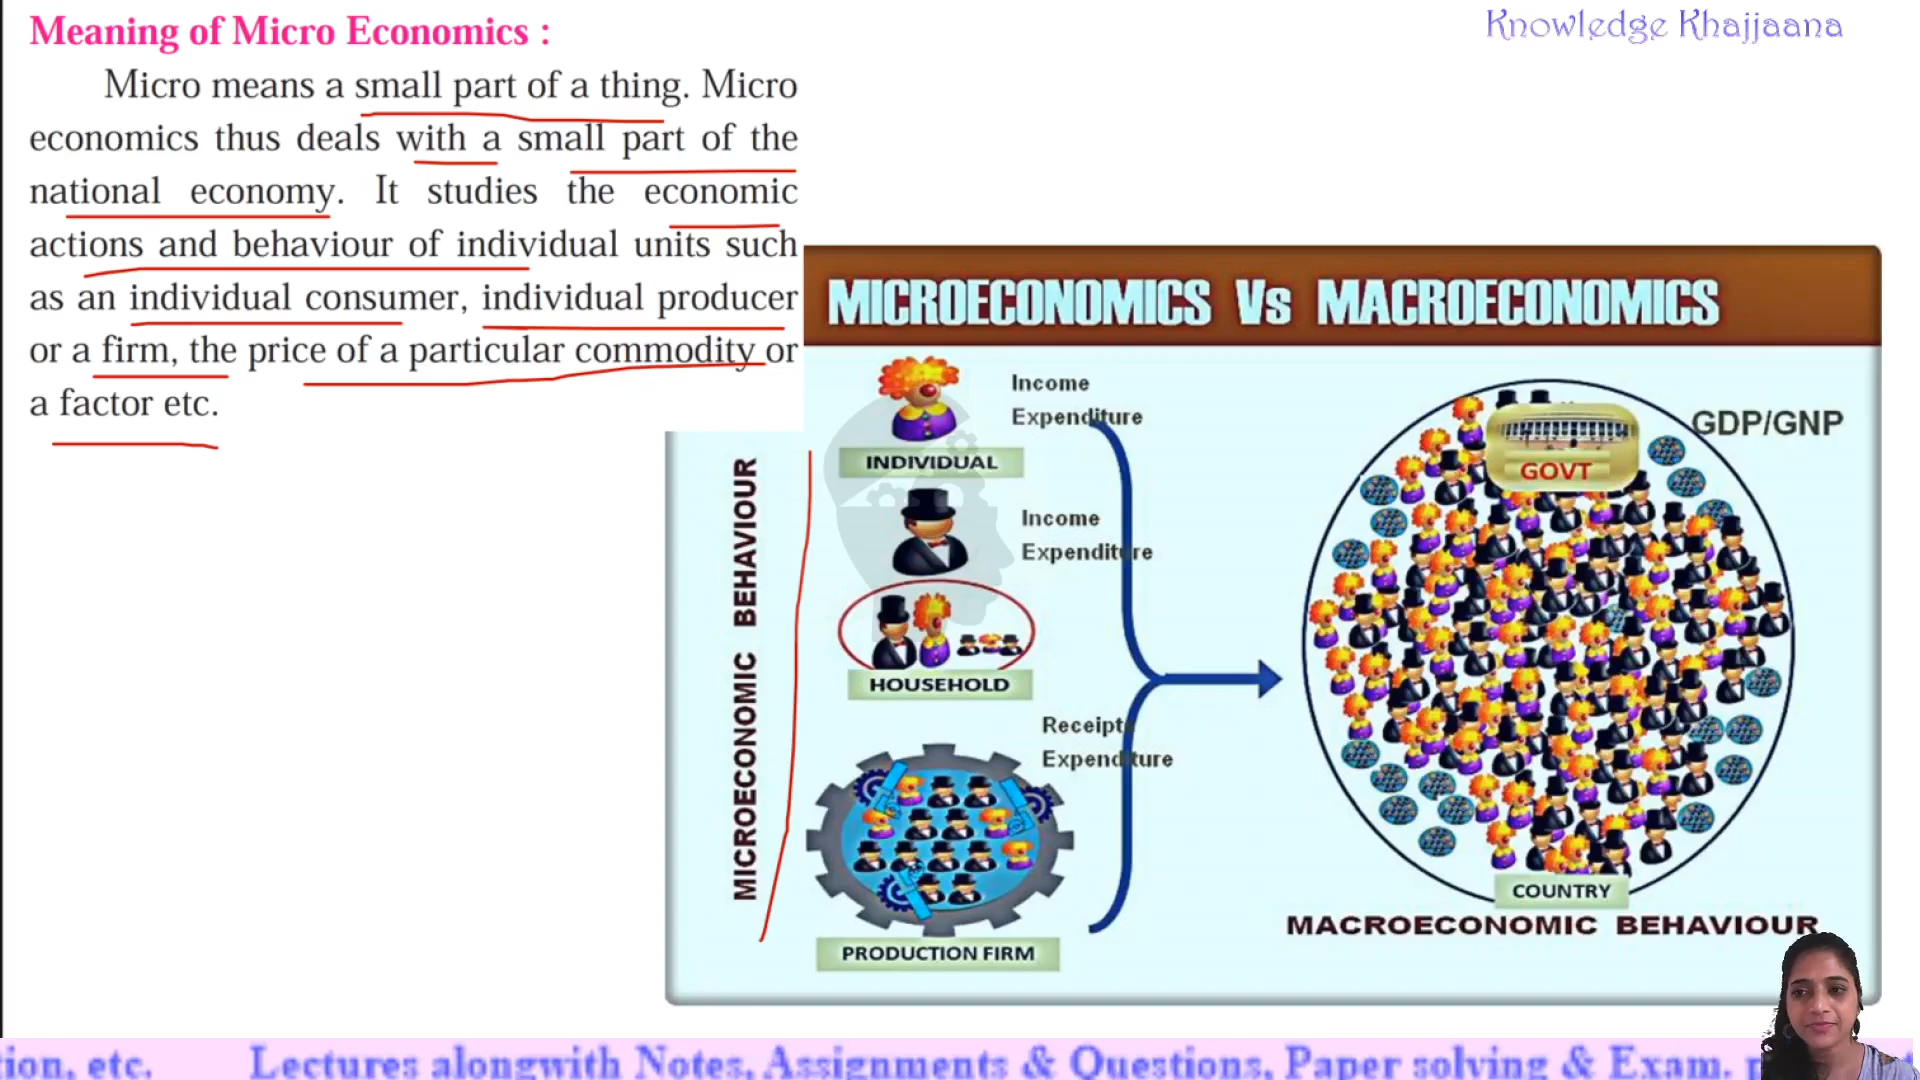 Meaning of Micro Economics :
Knowledge Khajjaana
Micro means a small part of a thing. Micro
economics thus deals with a small part of the
national economy. It studies the economic
actions and behaviour of individual units such
as an individual consumer, individual producer
or a firm, the price of a particular commodity or
a factor etc.
MICROECONOMICS Vs MACROECONOMICS
MICROECONOMIC BEHAVIOUR
Income
Expenditure
INDIVIDUAL
Income
Expenditure
HOUSEHOLD
Receipts
Expenditure
PRODUCTION FIRM
GOVT
GDP/GNP
COUNTRY
MACROECONOMIC BEHAVIOUR
etc. Lectures alongwith Notes, Assignments & Questions, Paper solving & Exam.